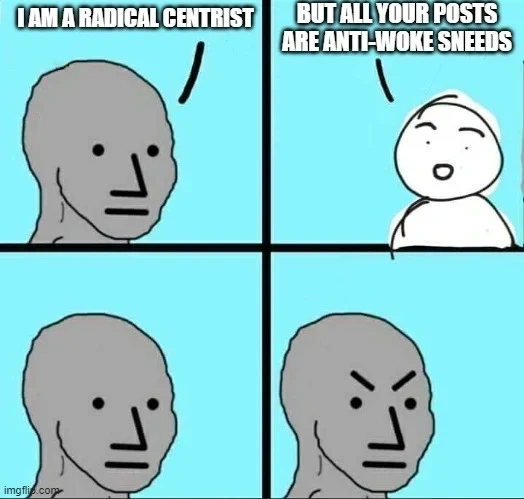 I AM A RADICAL CENTRIST
BUT ALL YOUR POSTS
ARE ANTI-WOKE SNEEDS
imgflip.com